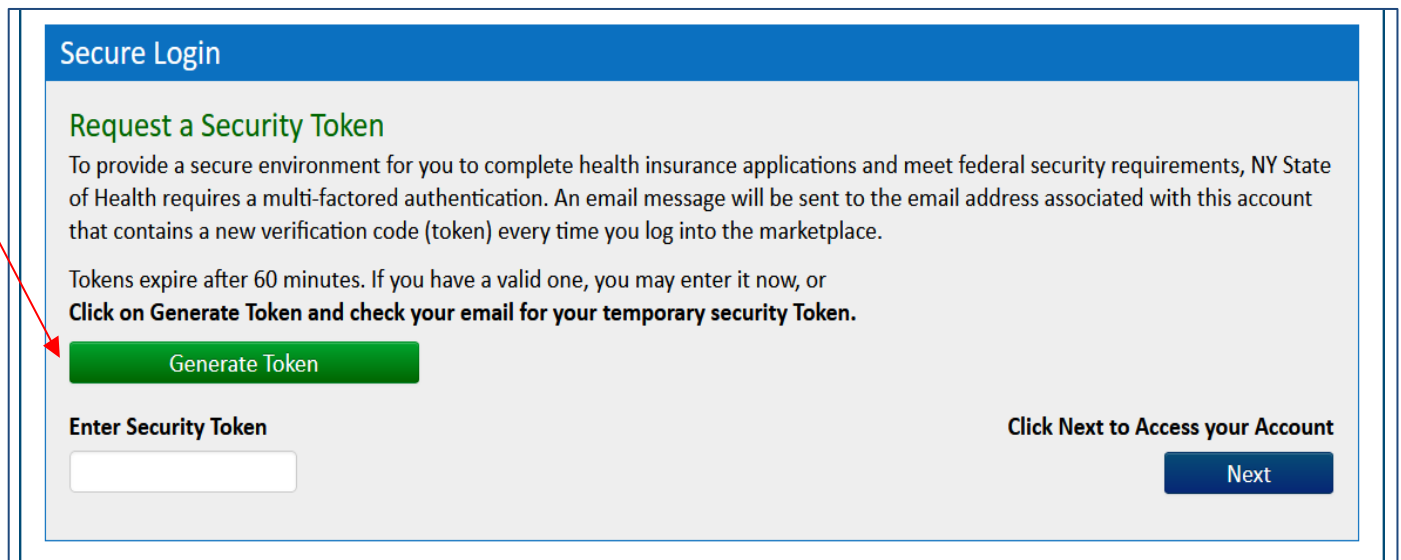 Secure Login
Request a Security Token
To provide a secure environment for you to complete health insurance applications and meet federal security requirements, NY State
of Health requires a multi-factored authentication. An email message will be sent to the email address associated with this account
that contains a new verification code (token) every time you log into the marketplace.
Tokens expire after 60 minutes. If you have a valid one, you may enter it now, or
Click on Generate Token and check your email for your temporary security Token.
Generate Token
Enter Security Token
Click Next to Access your Account
Next